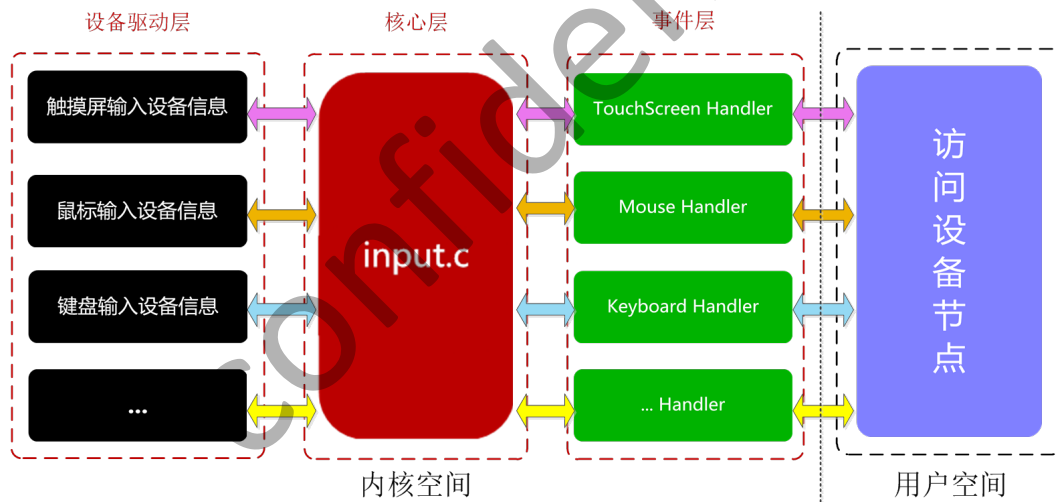 设备驱动层
核心层
事件层
触摸屏输入设备信息
鼠标输入设备信息
键盘输入设备信息
...
input.c
TouchScreen Handler
Mouse Handler
Keyboard Handler
... Handler
访
问
设
备
节
点
内核空间
用户空间